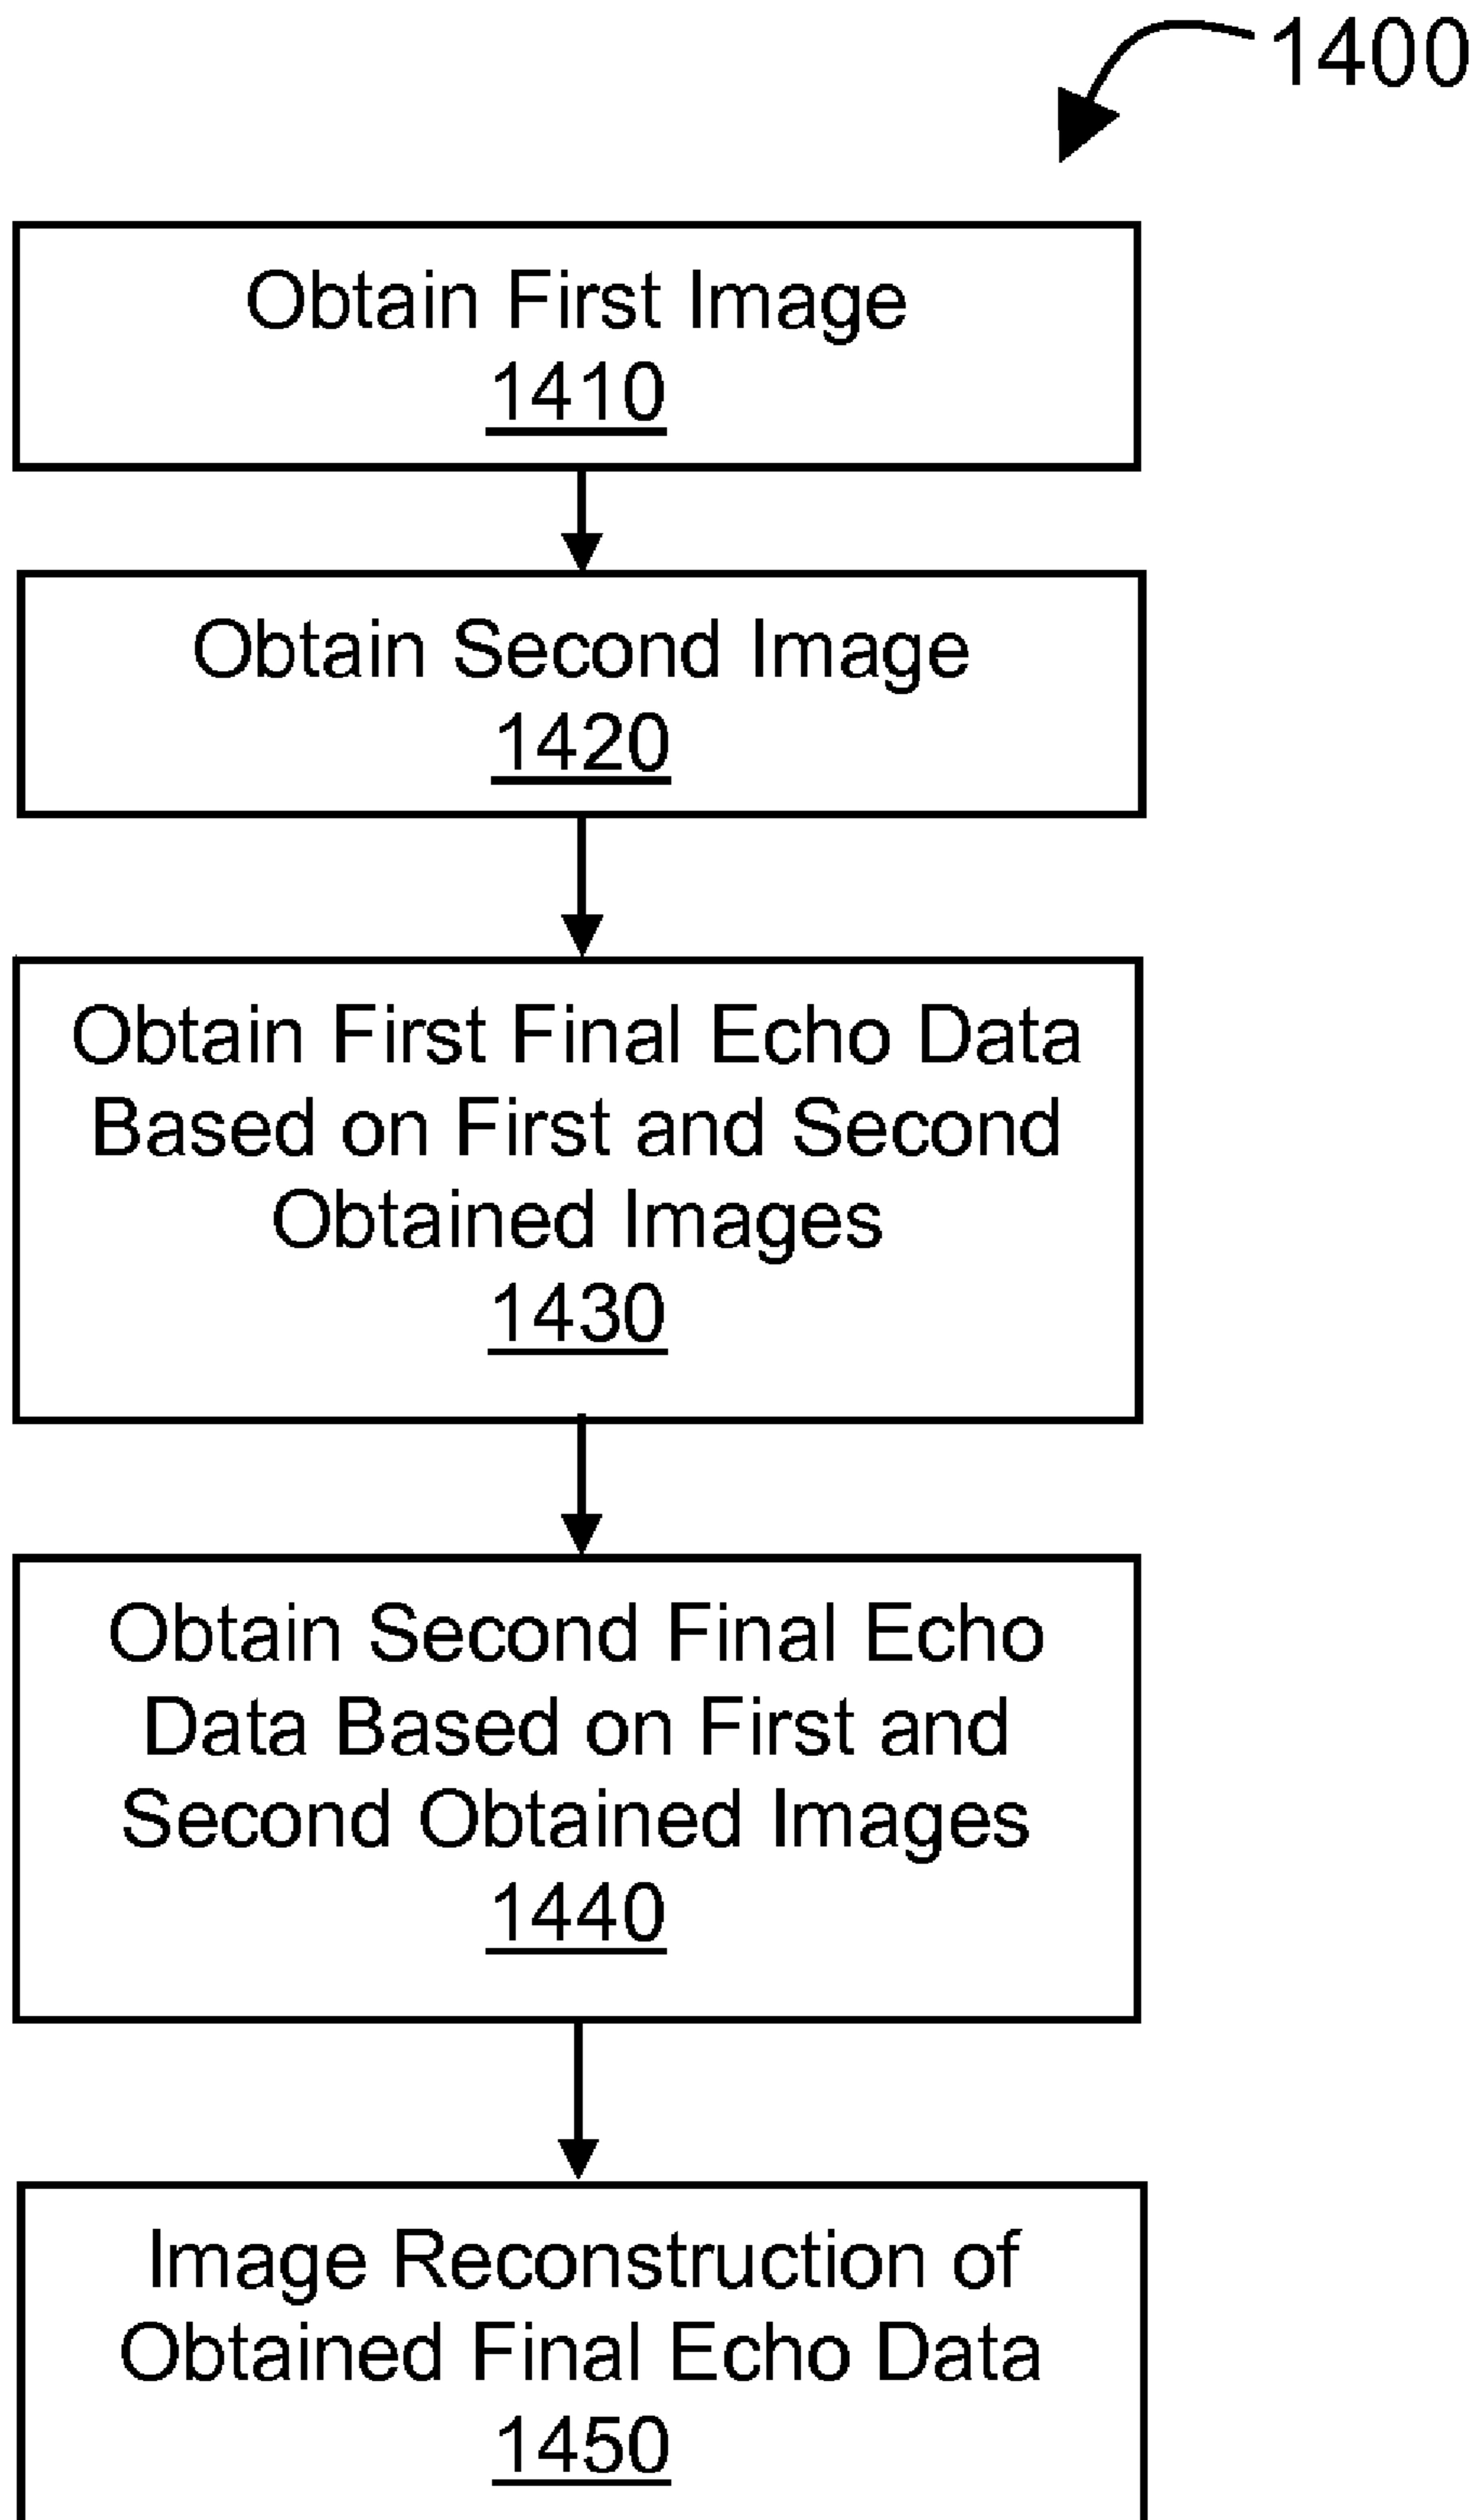 1400
Obtain First Image
1410
Obtain Second Image
1420
Obtain First Final Echo Data
Based on First and Second
Obtained Images
1430
Obtain Second Final Echo
Data Based on First and
Second Obtained Images
1440
Image Reconstruction of
Obtained Final Echo Data
1450